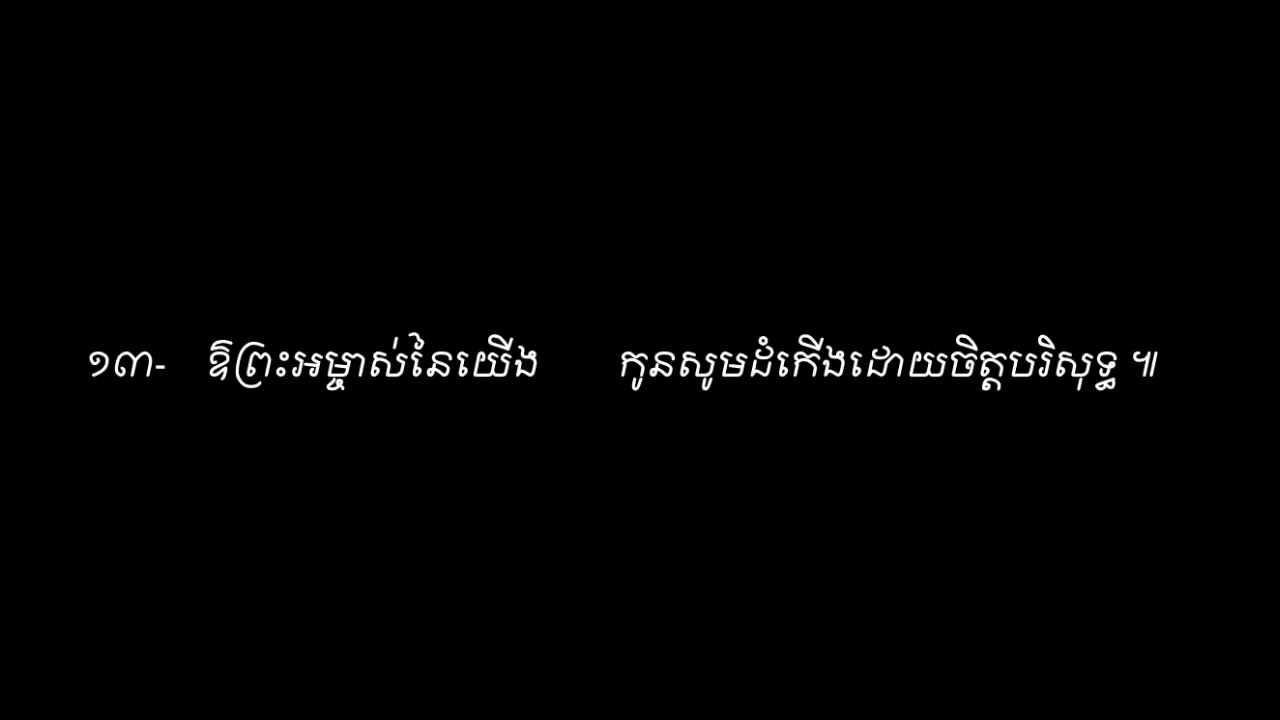 ១៣- ឱព្រះអម្ចាស់នៃយើង កូនសូមដំកើងដោយចិត្តបរិសុទ្ធ ៕